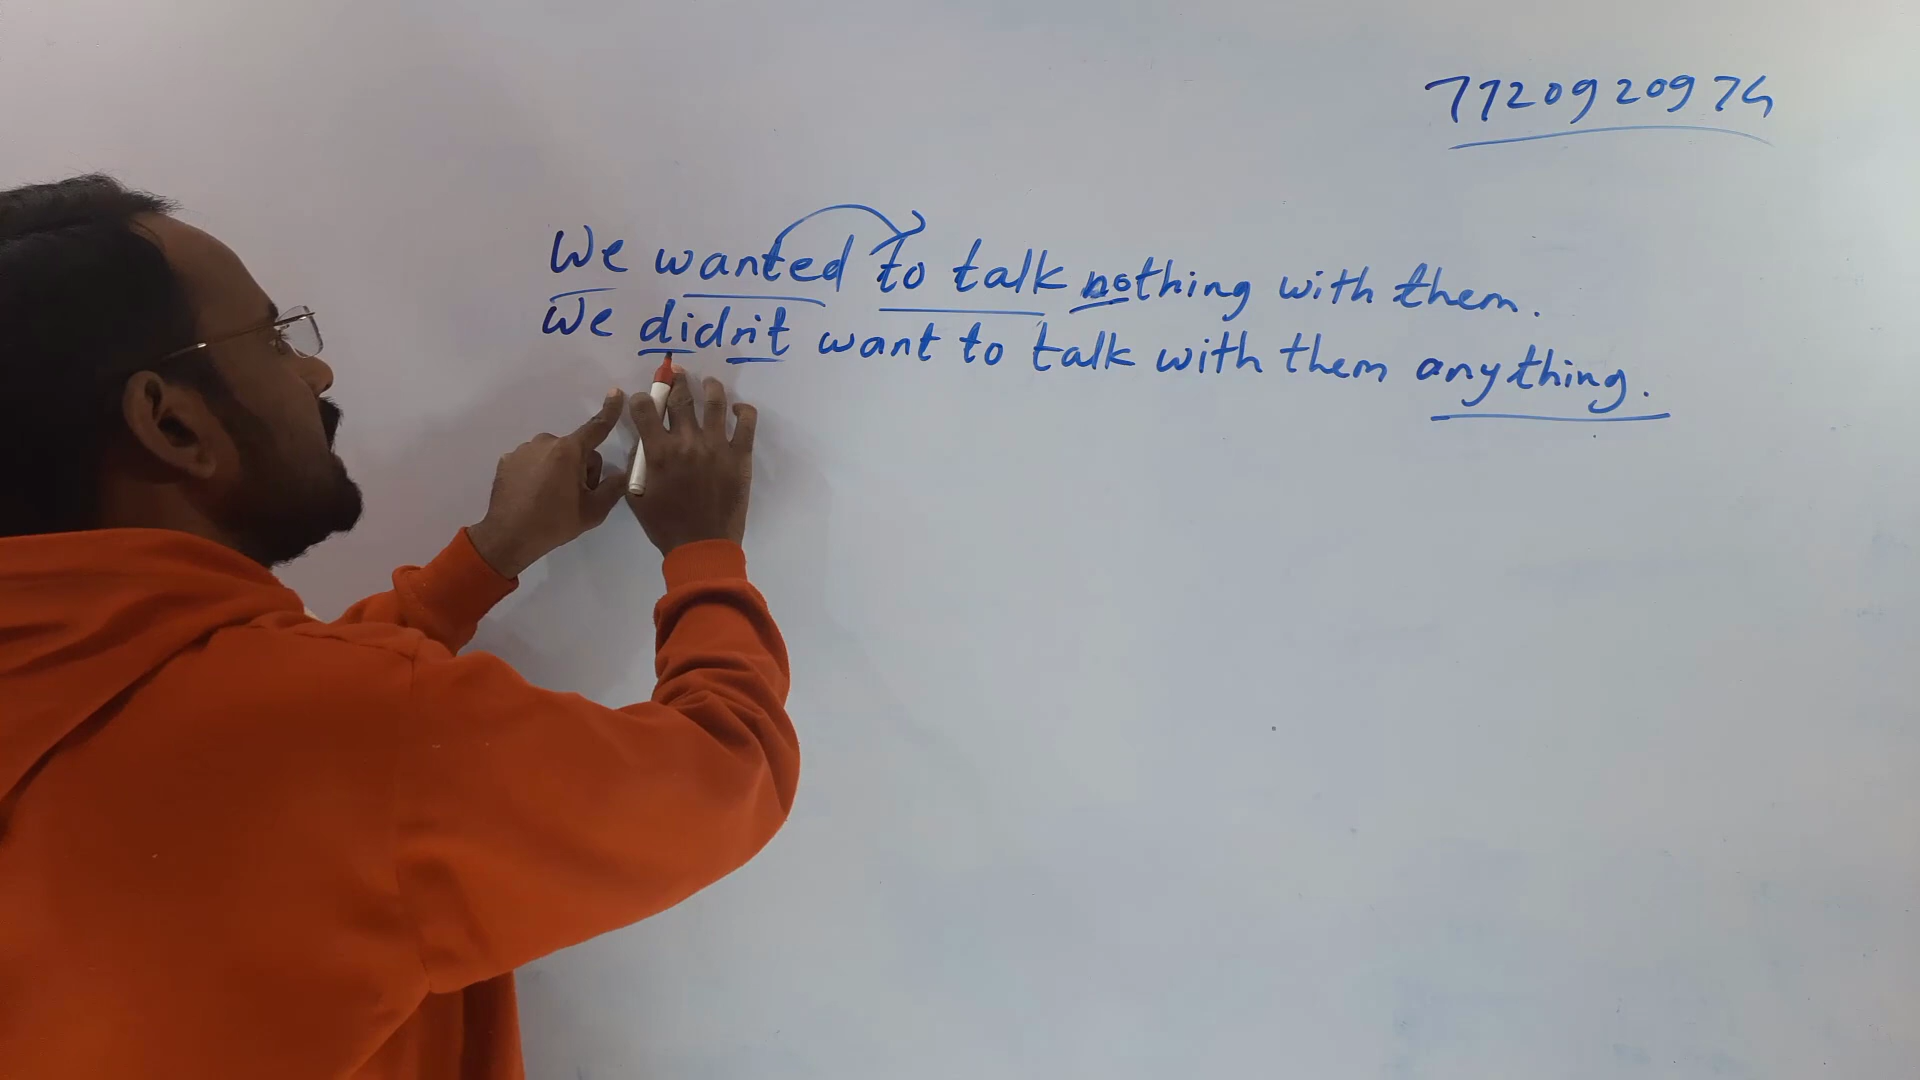 7720920974
We wanted to talk nothing with them.
We didn't want to talk with them anything.